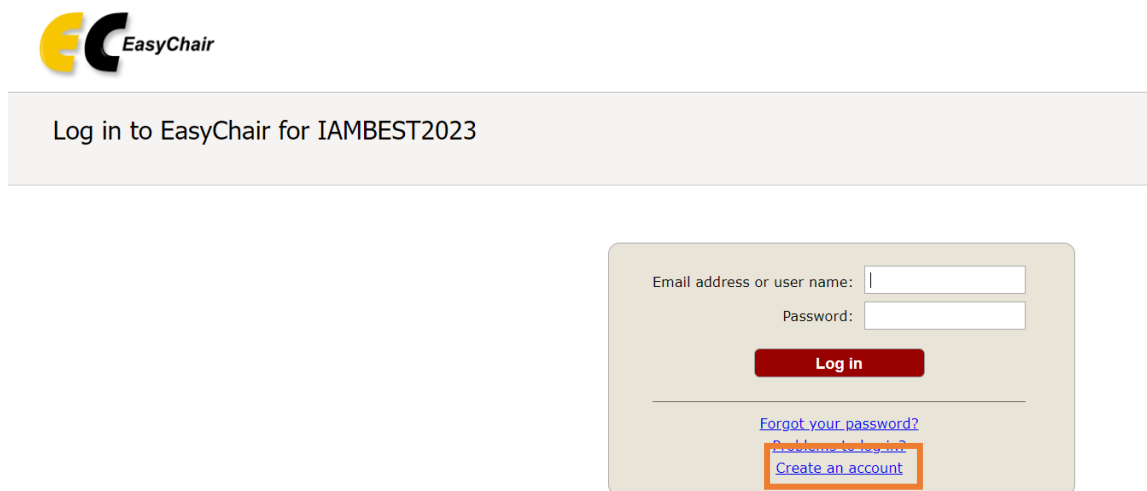 EC EasyChair
Log in to EasyChair for IAMBEST2023
Email address or user name:
Password:
Log in
Forgot your password?
Problems to log in?
Create an account